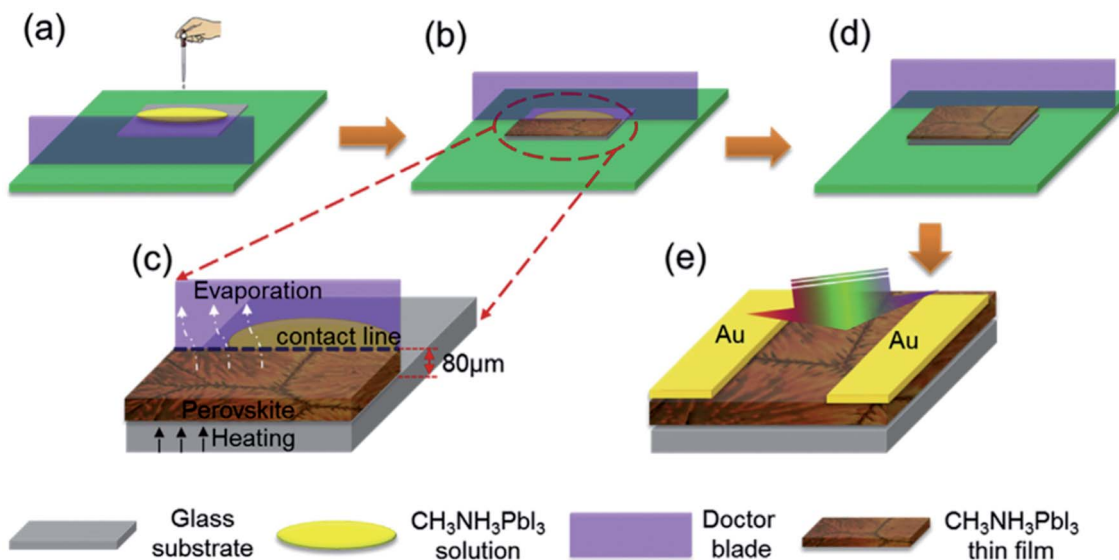 (a)
(b)
(d)
(c)
Evaporation
contact line
80μm
Perovskite
Heating
(e)
Au
Au
Glass
substrate
CH₃NH₃PbI₃
solution
Doctor
blade
CH₃NH₃PbI₃
thin film